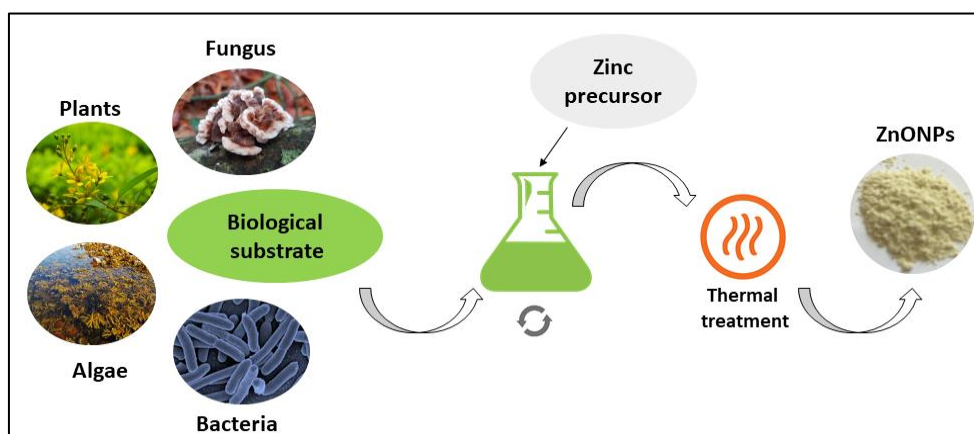 Fungus
Plants
Biological
substrate
Algae
Bacteria
Zinc
precursor
Thermal
treatment
ZnONPs